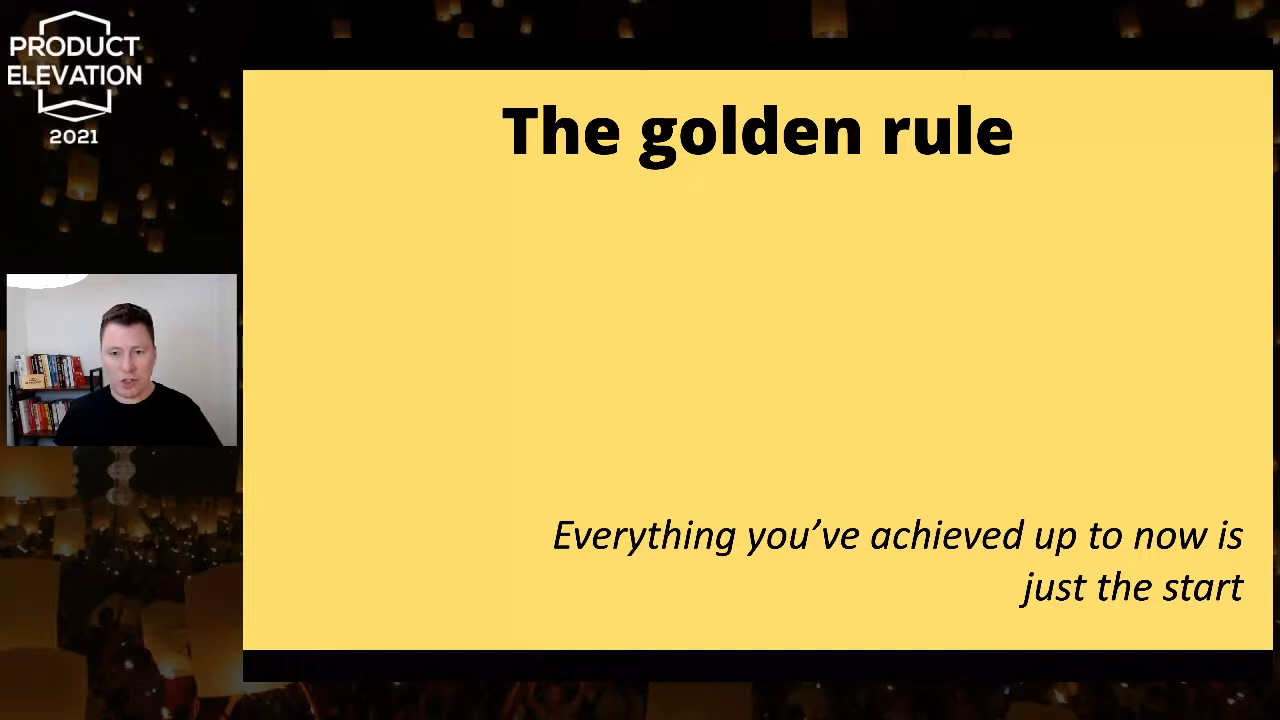 PRODUCT
ELEVATION
2021
The golden rule
Everything you’ve achieved up to now is
just the start